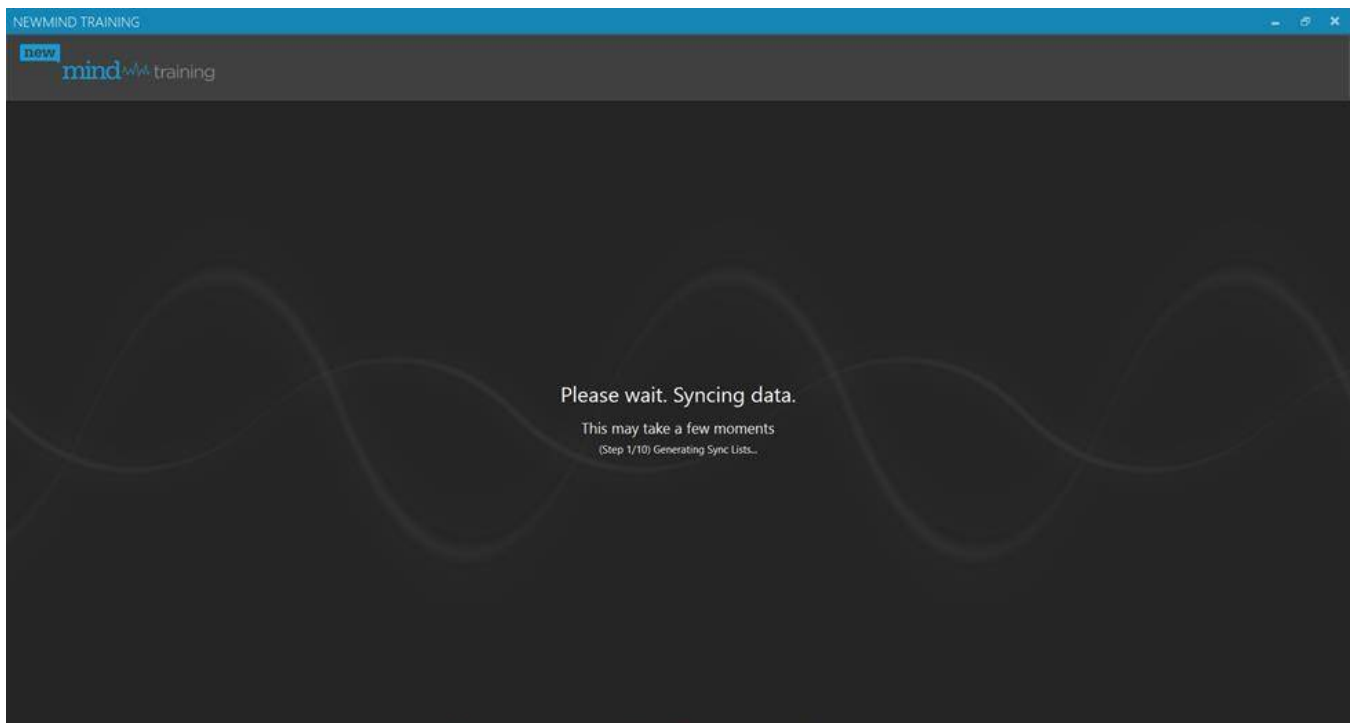 NEWMIND TRAINING
new
mind training
Please wait. Syncing data.
This may take a few moments
(Step 1/10) Generating Sync Lists...